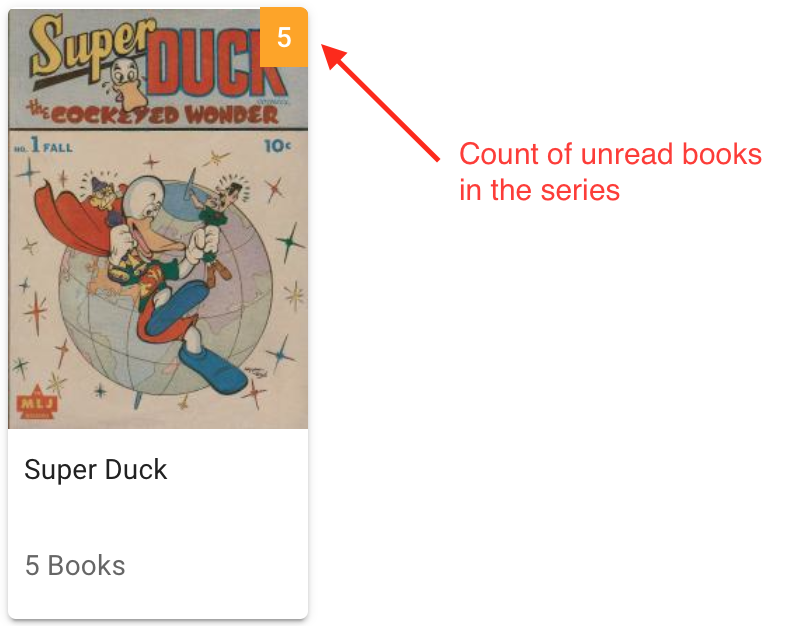 5
Super DUCK
COMICS
the COCKEYED WONDER
NO. 1 FALL
10¢
Count of unread books
in the series
MLJ
Super Duck
5 Books